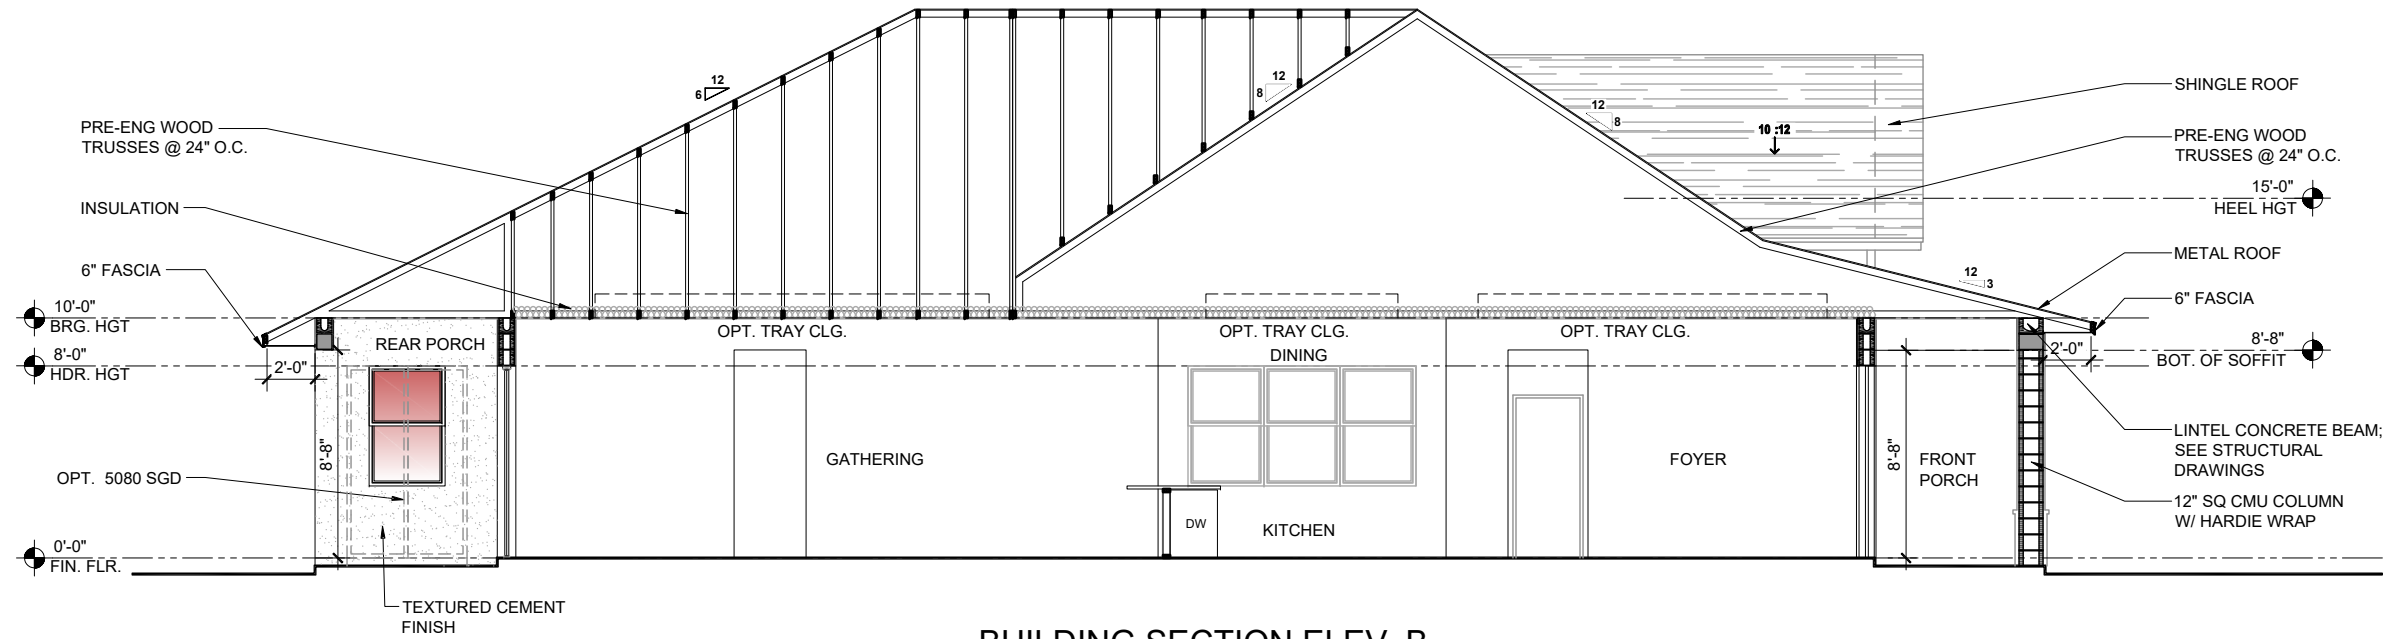 12
6
12
8
12
8
10 :12
SHINGLE ROOF
PRE-ENG WOOD
TRUSSES @ 24" O.C.
PRE-ENG WOOD
TRUSSES @ 24" O.C.
15'-0"
HEEL HGT
INSULATION
METAL ROOF
6" FASCIA
12
3
6" FASCIA
10'-0"
BRG. HGT
OPT. TRAY CLG.
OPT. TRAY CLG.
OPT. TRAY CLG.
REAR PORCH
DINING
8'-8"
BOT. OF SOFFIT
8'-0"
HDR. HGT
2'-0"
2'-0"
8'-8"
GATHERING
FOYER
8'-8"
FRONT
PORCH
LINTEL CONCRETE BEAM;
SEE STRUCTURAL
DRAWINGS
OPT. 5080 SGD
12" SQ CMU COLUMN
W/ HARDIE WRAP
DW
KITCHEN
0'-0"
FIN. FLR.
TEXTURED CEMENT
FINISH
BUILDING SECTION ELEV. B